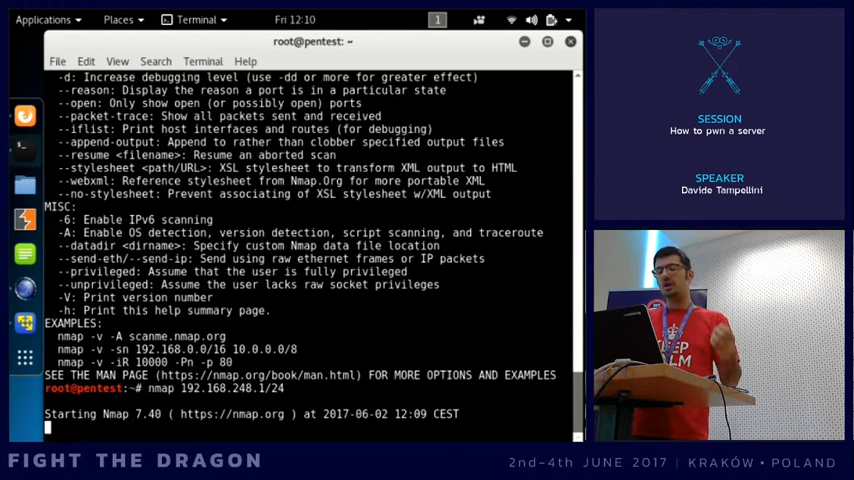 Applications
Places
Terminal
Fri 12:10
1
root@pentest: ~
File Edit View Search Terminal Help
-d: Increase debugging level (use -dd or more for greater effect)
--reason: Display the reason a port is in a particular state
--open: Only show open (or possibly open) ports
--packet-trace: Show all packets sent and received
--iflist: Print host interfaces and routes (for debugging)
--append-output: Append to rather than clobber specified output files
--resume <filename>: Resume an aborted scan
--stylesheet <path/URL>: XSL stylesheet to transform XML output to HTML
--webxml: Reference stylesheet from Nmap.Org for more portable XML
--no-stylesheet: Prevent associating of XSL stylesheet w/XML output
MISC:
-6: Enable IPv6 scanning
-A: Enable OS detection, version detection, script scanning, and traceroute
--datadir <dirname>: Specify custom Nmap data file location
--send-eth/--send-ip: Send using raw ethernet frames or IP packets
--privileged: Assume that the user is fully privileged
--unprivileged: Assume the user lacks raw socket privileges
-V: Print version number
-h: Print this help summary page.
EXAMPLES:
nmap -v -A scanme.nmap.org
nmap -v -sn 192.168.0.0/16 10.0.0.0/8
nmap -v -iR 10000 -Pn -p 80
SEE THE MAN PAGE (https://nmap.org/book/man.html) FOR MORE OPTIONS AND EXAMPLES
root@pentest:~# nmap 192.168.248.1/24
Starting Nmap 7.40 ( https://nmap.org ) at 2017-06-02 12:09 CEST
SESSION
How to pwn a server
SPEAKER
Davide Tampellini
KEEP
CALM
FIGHT THE DRAGON
2nd-4th JUNE 2017 | KRAKÓW • POLAND